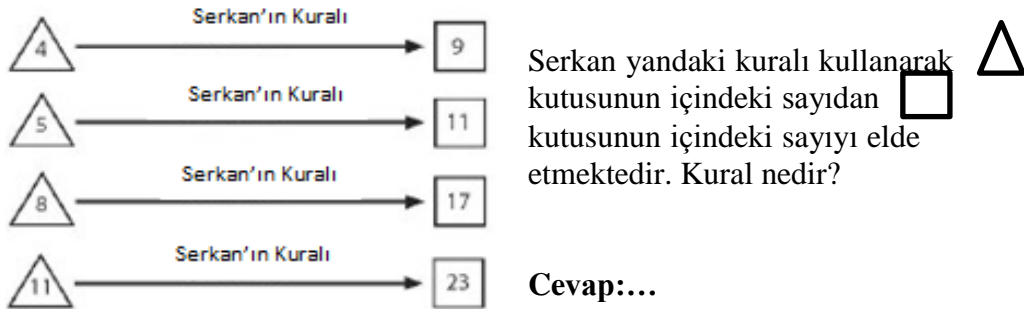 Serkan'ın Kuralı
4 9
Serkan'ın Kuralı
5 11
Serkan'ın Kuralı
8 17
Serkan'ın Kuralı
11 23
Serkan yandaki kuralı kullanarak
kutusunun içindeki sayıdan
kutusunun içindeki sayıyı elde
etmektedir. Kural nedir?
Cevap:…